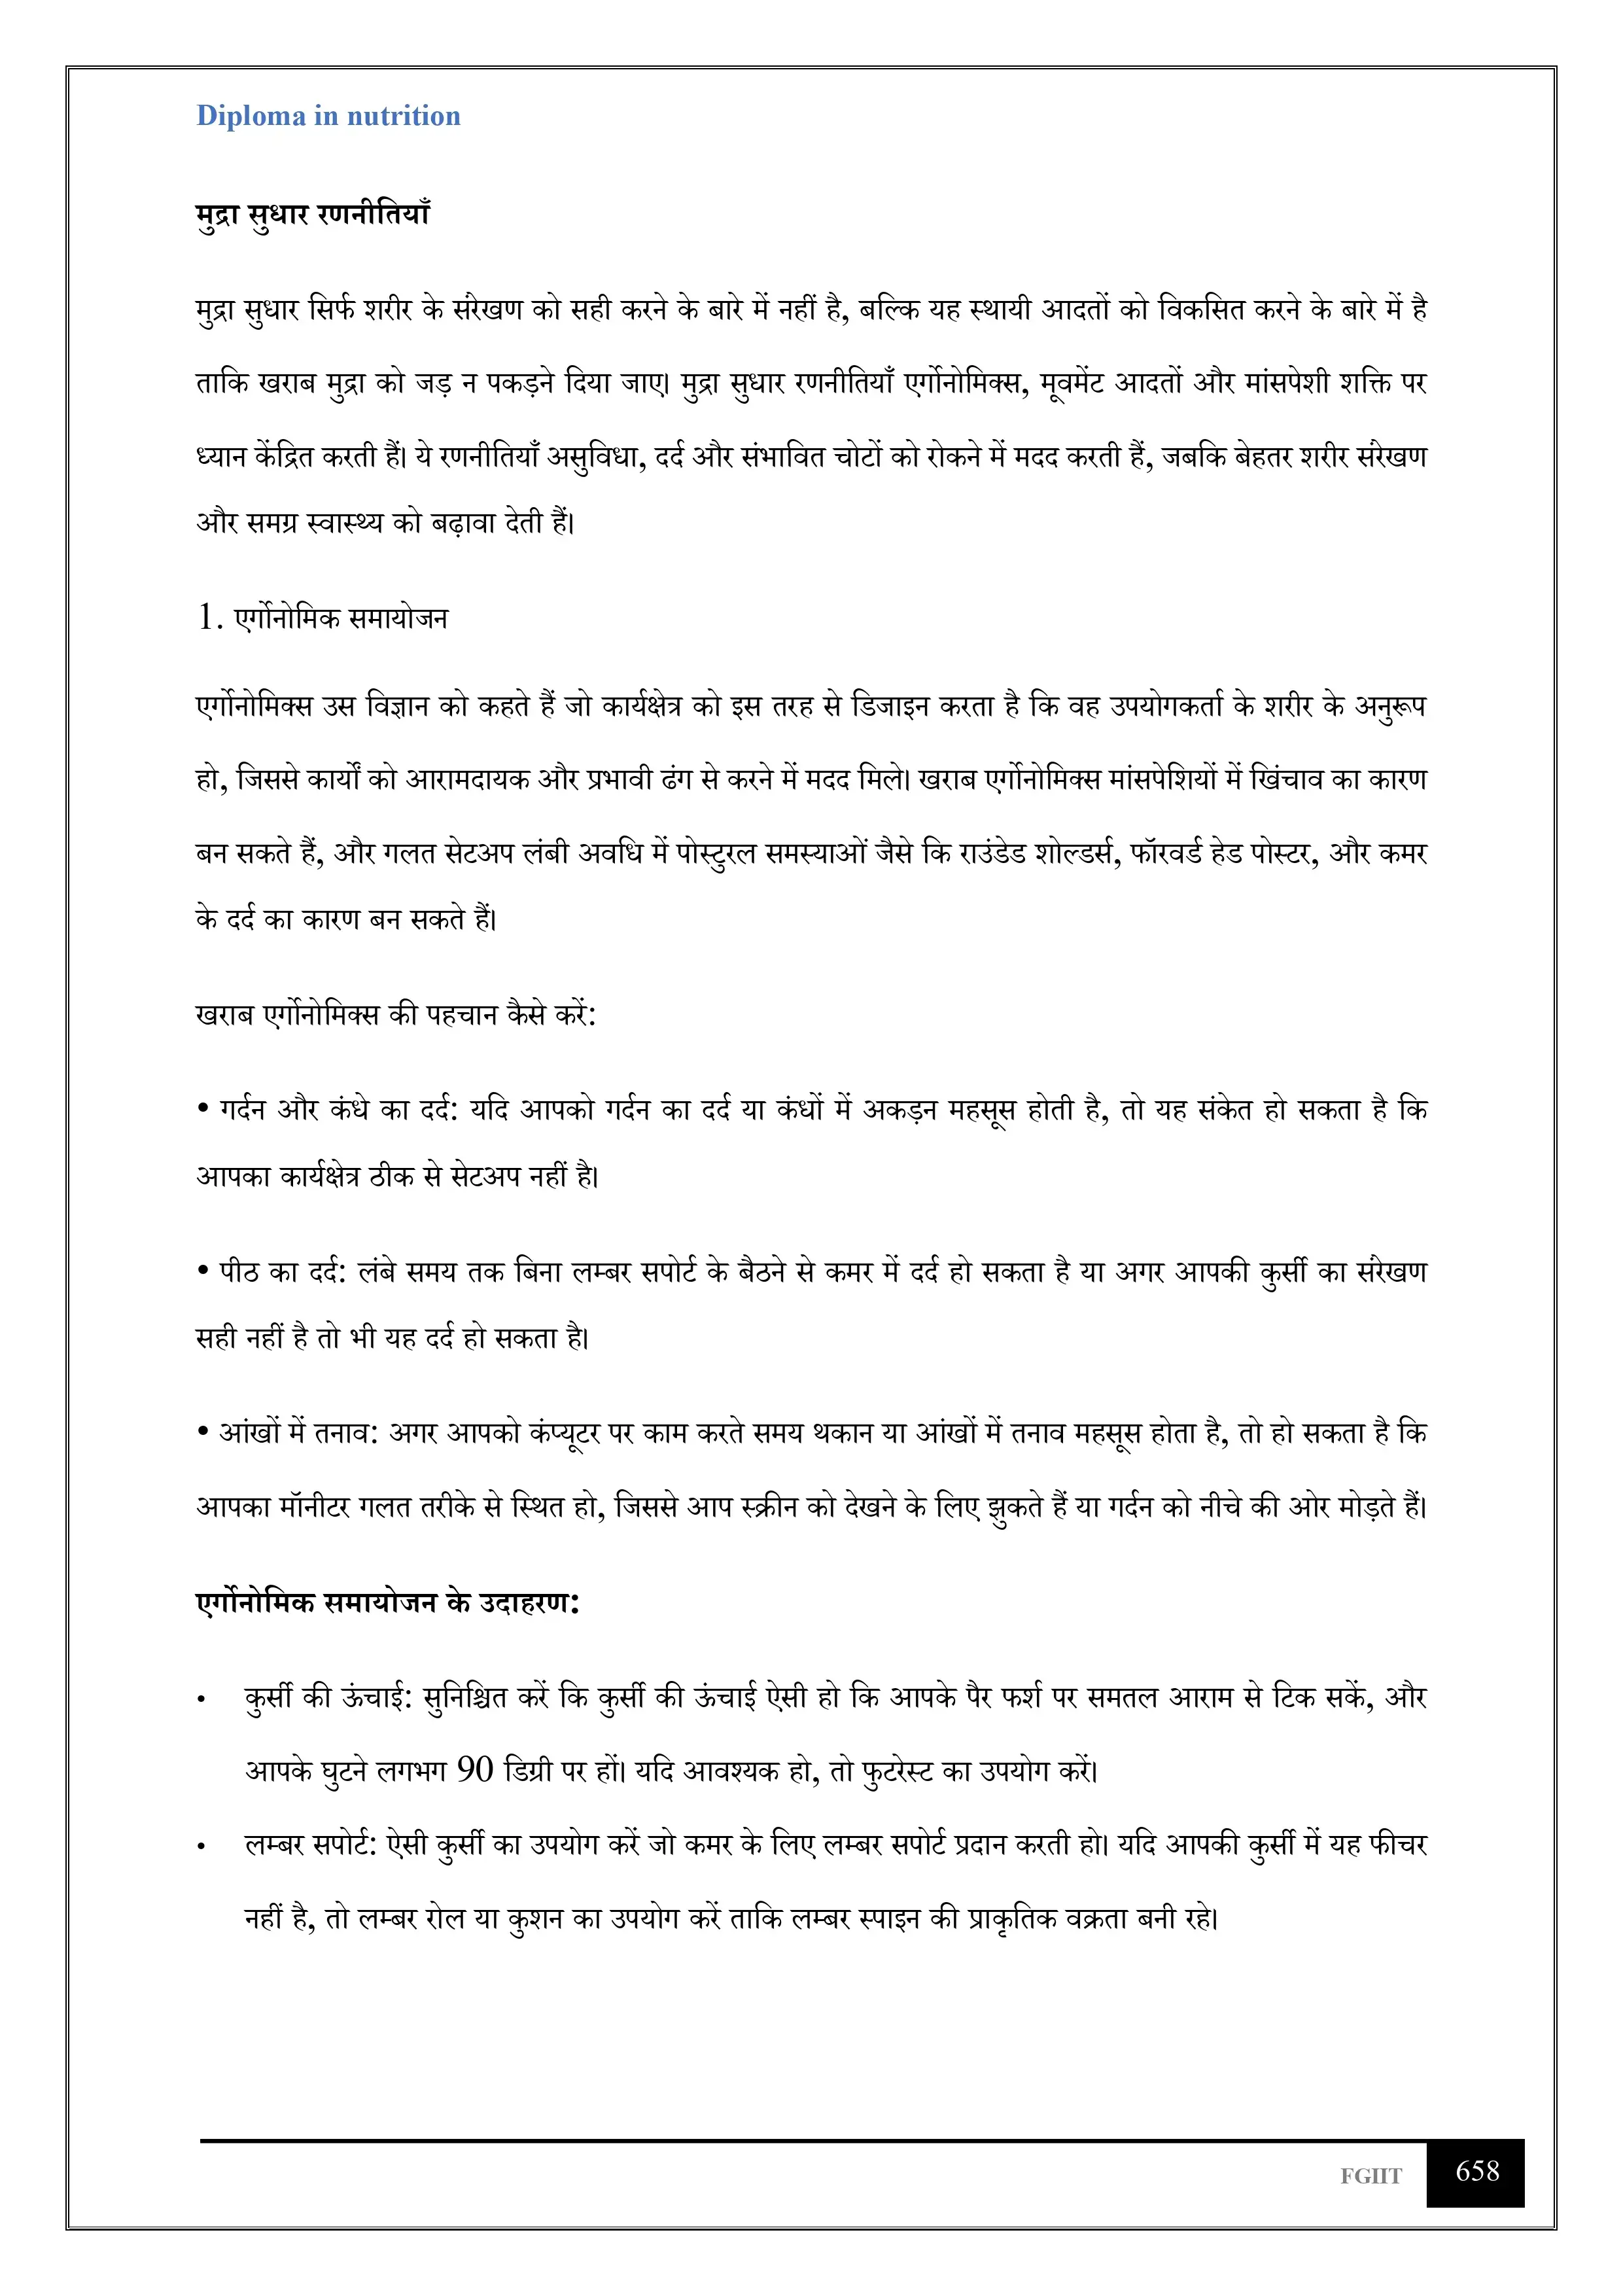 Diploma in nutrition
मुद्रा सुधार रणनीतियाँ
मुद्रा सुधार सिर्फ शरीर के संरेखण को सही करने के बारे में नहीं है, बल्कि यह स्थायी आदतों को विकसित करने के बारे में है
ताकि खराब मुद्रा को जड़ न पकड़ने दिया जाए। मुद्रा सुधार रणनीतियाँ एर्गोनोमिक्स, मूवमेंट आदतों और मांसपेशी शक्ति पर
ध्यान केंद्रित करती हैं। ये रणनीतियाँ असुविधा, दर्द और संभावित चोटों को रोकने में मदद करती हैं, जबकि बेहतर शरीर संरेखण
और समग्र स्वास्थ्य को बढ़ावा देती हैं।
1. एर्गोनोमिक समायोजन
एर्गोनोमिक्स उस विज्ञान को कहते हैं जो कार्यक्षेत्र को इस तरह से डिजाइन करता है कि वह उपयोगकर्ता के शरीर के अनुरूप
हो, जिससे कार्यों को आरामदायक और प्रभावी ढंग से करने में मदद मिले। खराब एर्गोनोमिक्स मांसपेशियों में खिंचाव का कारण
बन सकते हैं, और गलत सेटअप लंबी अवधि में पोस्टुरल समस्याओं जैसे कि राउंडेड शोल्डर्स, फॉरवर्ड हेड पोस्टर, और कमर
के दर्द का कारण बन सकते हैं।
खराब एर्गोनोमिक्स की पहचान कैसे करें:
• गर्दन और कंधे का दर्द: यदि आपको गर्दन का दर्द या कंधों में अकड़न महसूस होती है, तो यह संकेत हो सकता है कि
आपका कार्यक्षेत्र ठीक से सेटअप नहीं है।
• पीठ का दर्द: लंबे समय तक बिना लम्बर सपोर्ट के बैठने से कमर में दर्द हो सकता है या अगर आपकी कुर्सी का संरेखण
सही नहीं है तो भी यह दर्द हो सकता है।
• आंखों में तनाव: अगर आपको कंप्यूटर पर काम करते समय थकान या आंखों में तनाव महसूस होता है, तो हो सकता है कि
आपका मॉनीटर गलत तरीके से स्थित हो, जिससे आप स्क्रीन को देखने के लिए झुकते हैं या गर्दन को नीचे की ओर मोड़ते हैं।
एर्गोनोमिक समायोजन के उदाहरण:
• कुर्सी की ऊंचाई: सुनिश्चित करें कि कुर्सी की ऊंचाई ऐसी हो कि आपके पैर फर्श पर समतल आराम से टिक सकें, और
आपके घुटने लगभग 90 डिग्री पर हों। यदि आवश्यक हो, तो फुटरेस्ट का उपयोग करें।
• लम्बर सपोर्ट: ऐसी कुर्सी का उपयोग करें जो कमर के लिए लम्बर सपोर्ट प्रदान करती हो। यदि आपकी कुर्सी में यह फीचर
नहीं है, तो लम्बर रोल या कुशन का उपयोग करें ताकि लम्बर स्पाइन की प्राकृतिक वक्रता बनी रहे।
FGIIT 658